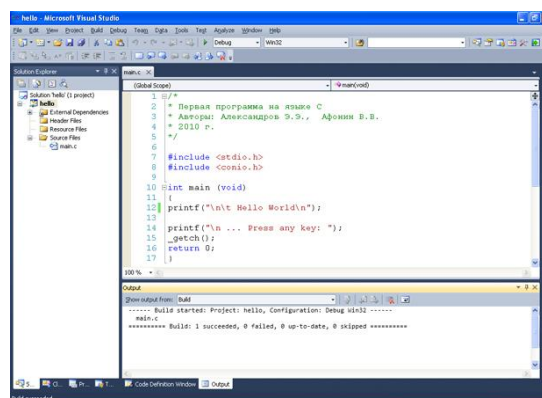 hello - Microsoft Visual Studio
File Edit View Project Build Debug Team Data Tools Test Analyze Window Help
Debug Win32
Solution Explorer
main.c
(Global Scope)
main(void)
Solution 'hello' (1 project)
hello
External Dependencies
Header Files
Resource Files
Source Files
main.c
1 /*
2 * Первая программа на языке C
3 * Авторы: Александров Э.Э., Афонин В.В.
4 * 2010 г.
5 */
6
7 #include <stdio.h>
8 #include <conio.h>
9
10 int main (void)
11 {
12 printf("\n\t Hello World\n");
13
14 printf("\n ... Press any key: ");
15 _getch();
16 return 0;
17 }
100 %
Output
Show output from: Build
------ Build started: Project: hello, Configuration: Debug Win32 ------
main.c
========== Build: 1 succeeded, 0 failed, 0 up-to-date, 0 skipped ==========
S... Cl... Pr... T...
Code Definition Window Output
Build succeeded